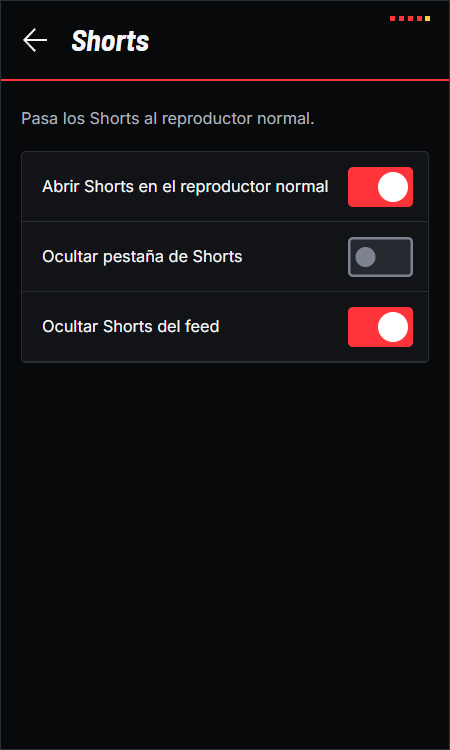 Shorts
Pasa los Shorts al reproductor normal.
Abrir Shorts en el reproductor normal
Ocultar pestaña de Shorts
Ocultar Shorts del feed